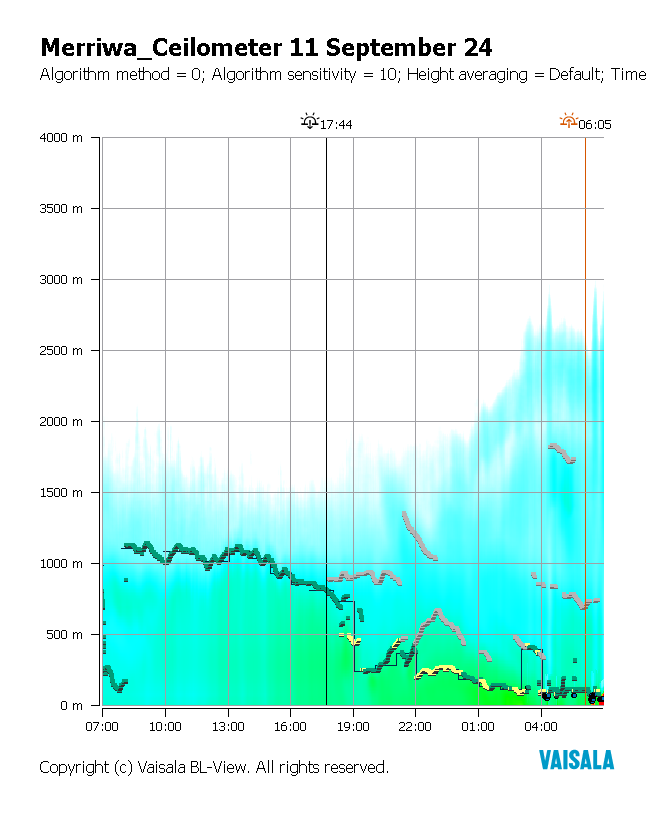 Merriwa_Ceilometer 11 September 24
Algorithm method = 0; Algorithm sensitivity = 10; Height averaging = Default; Time
17:44 06:05
4000 m
3500 m
3000 m
2500 m
2000 m
1500 m
1000 m
500 m
0 m
07:00 10:00 13:00 16:00 19:00 22:00 01:00 04:00
Copyright (c) Vaisala BL-View. All rights reserved.
VAISALA